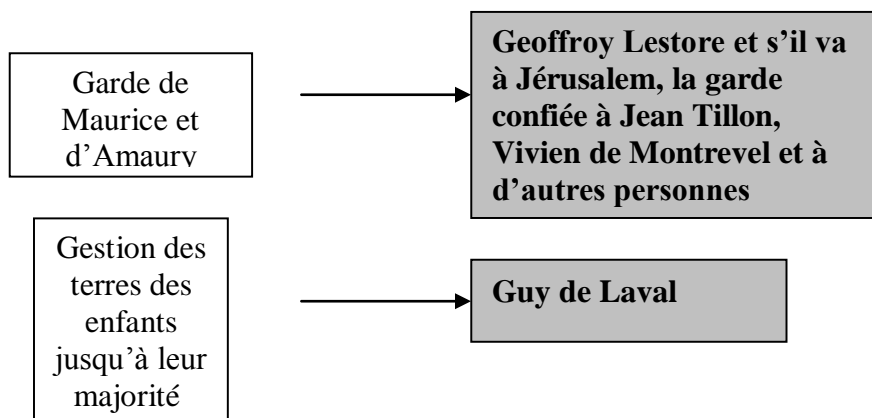 Garde de
Maurice et
d'Amaury
Geoffroy Lestore et s'il va
à Jérusalem, la garde
confiée à Jean Tillon,
Vivien de Montrevel et à
d'autres personnes
Gestion des
terres des
enfants
jusqu'à leur
majorité
Guy de Laval